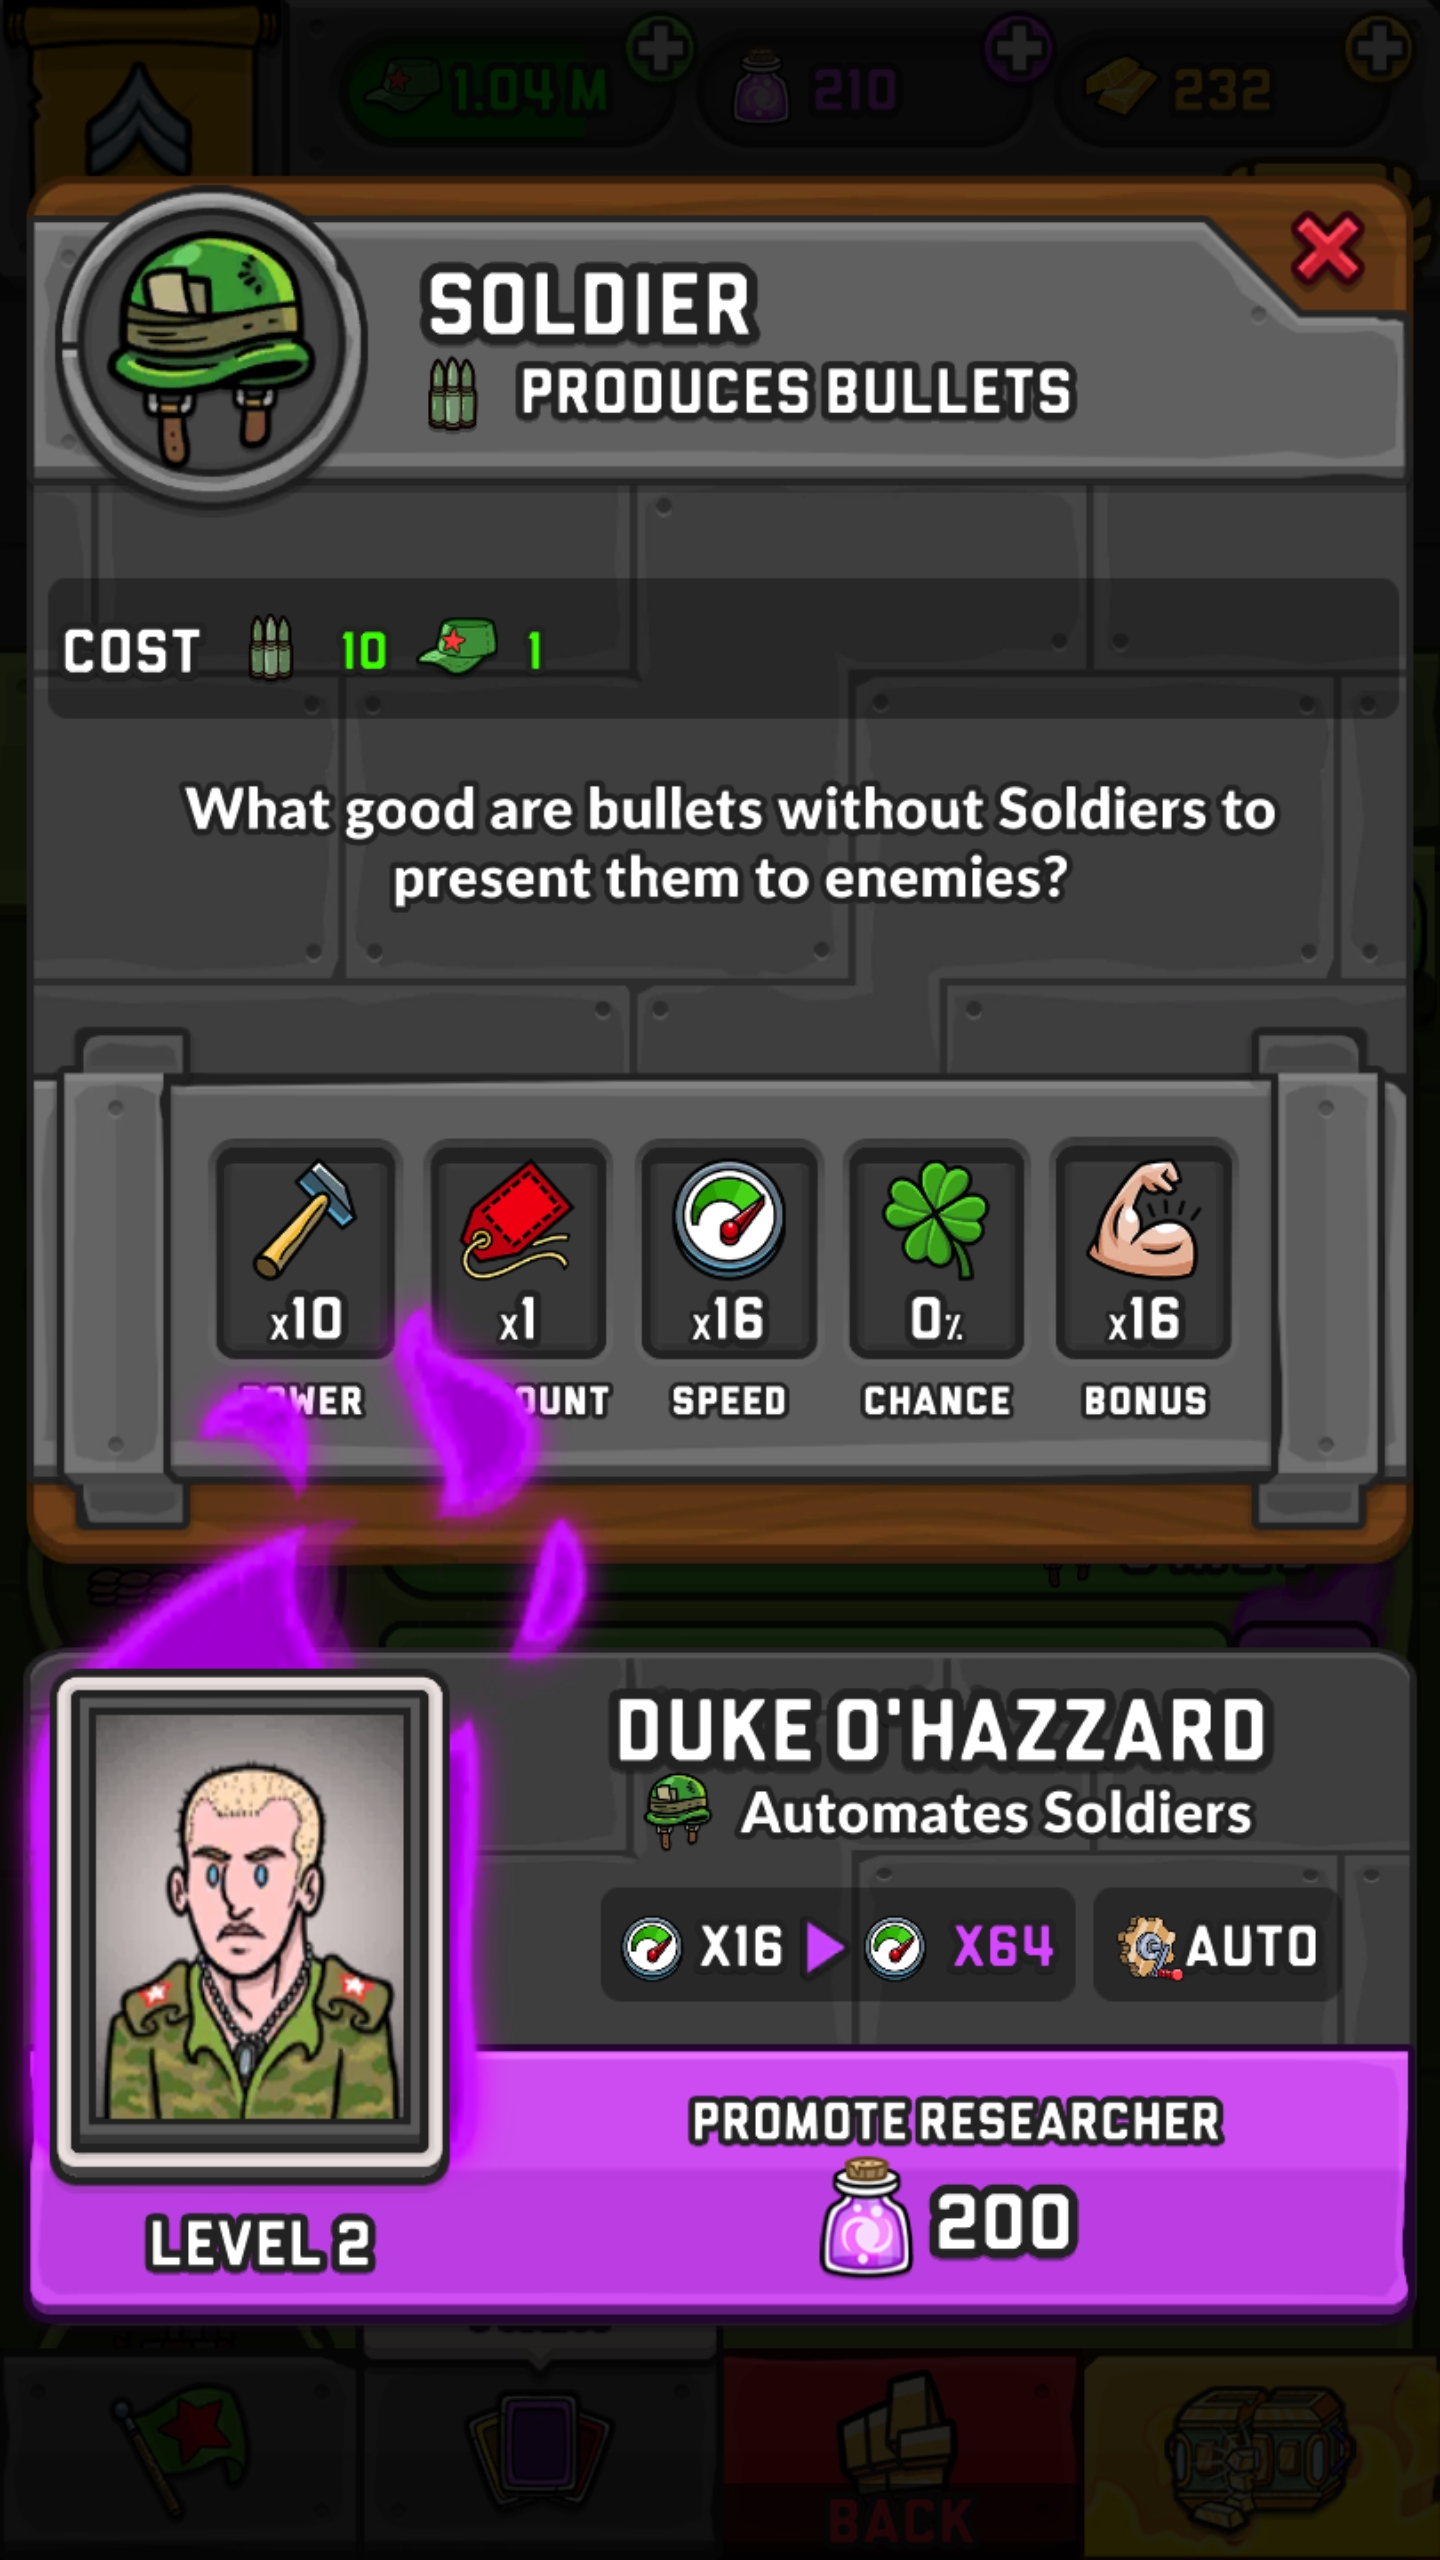 1.04 M
210
232
SOLDIER
PRODUCES BULLETS
COST 10 1
What good are bullets without Soldiers to
present them to enemies?
x10 x1 x16 0% x16
SPEED CHANCE BONUS
DUKE O'HAZZARD
Automates Soldiers
X16 X64 AUTO
PROMOTE RESEARCHER
200
LEVEL 2
BACK